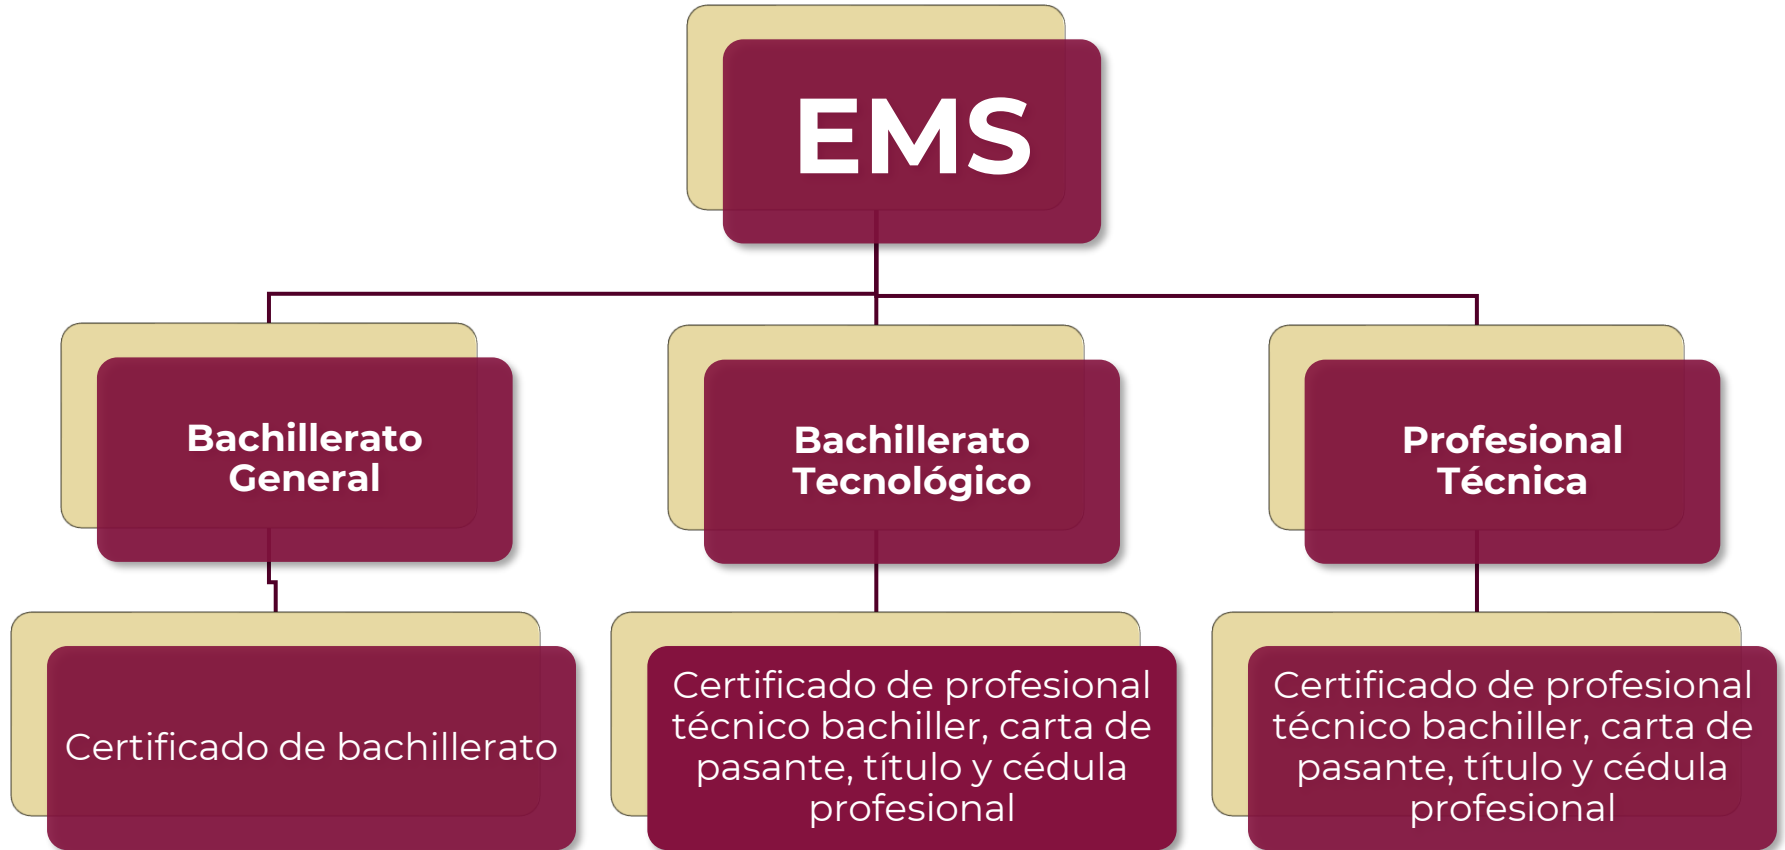 EMS
Bachillerato
General
Bachillerato
Tecnológico
Profesional
Técnica
Certificado de bachillerato
Certificado de profesional
técnico bachiller, carta de
pasante, título y cédula
profesional
Certificado de profesional
técnico bachiller, carta de
pasante, título y cédula
profesional